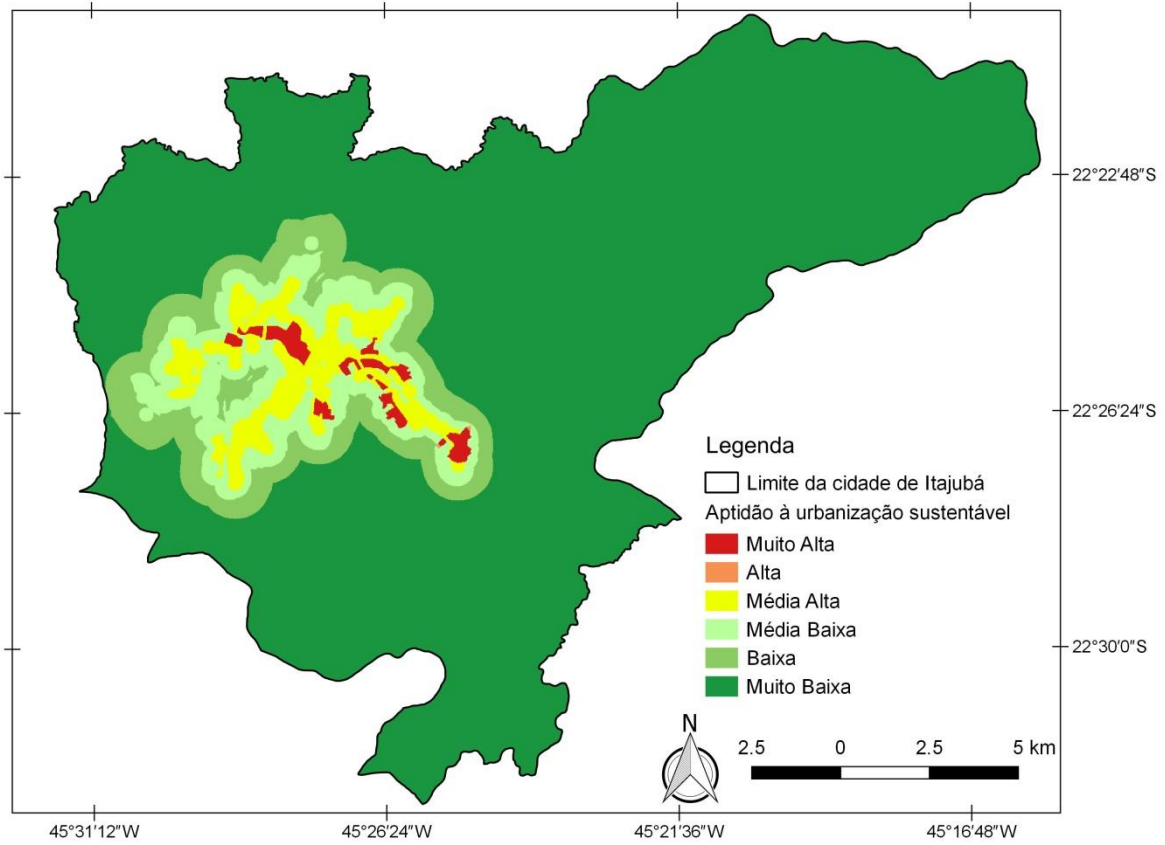 22°22'48"S
22°26'24"S
Legenda
Limite da cidade de Itajubá
Aptidão à urbanização sustentável
Muito Alta
Alta
Média Alta
Média Baixa
Baixa
Muito Baixa
22°30'0"S
N
2.5 0 2.5 5 km
45°31'12"W 45°26'24"W 45°21'36"W 45°16'48"W